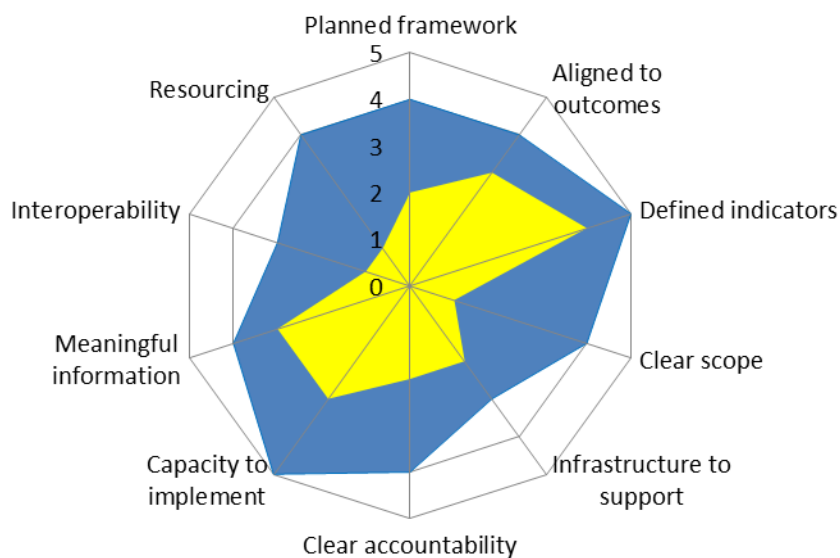 Planned framework
5
Aligned to
outcomes
Resourcing
4
3
Interoperability
2
Defined indicators
1
0
Meaningful
information
Clear scope
Capacity to
implement
Infrastructure to
support
Clear accountability